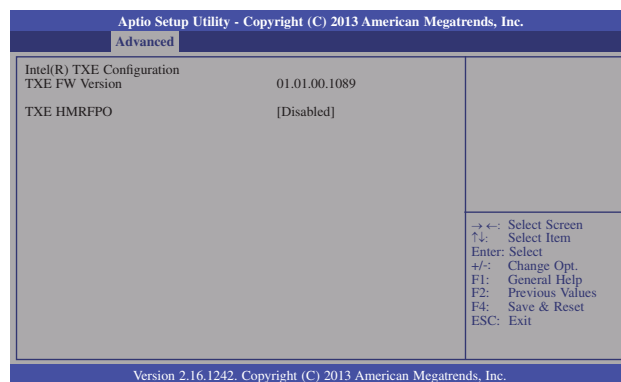 Aptio Setup Utility - Copyright (C) 2013 American Megatrends, Inc.
Advanced
Intel(R) TXE Configuration
TXE FW Version 01.01.00.1089
TXE HMRFPO [Disabled]
→←: Select Screen
↑↓: Select Item
Enter: Select
+/-: Change Opt.
F1: General Help
F2: Previous Values
F4: Save & Reset
ESC: Exit
Version 2.16.1242. Copyright (C) 2013 American Megatrends, Inc.